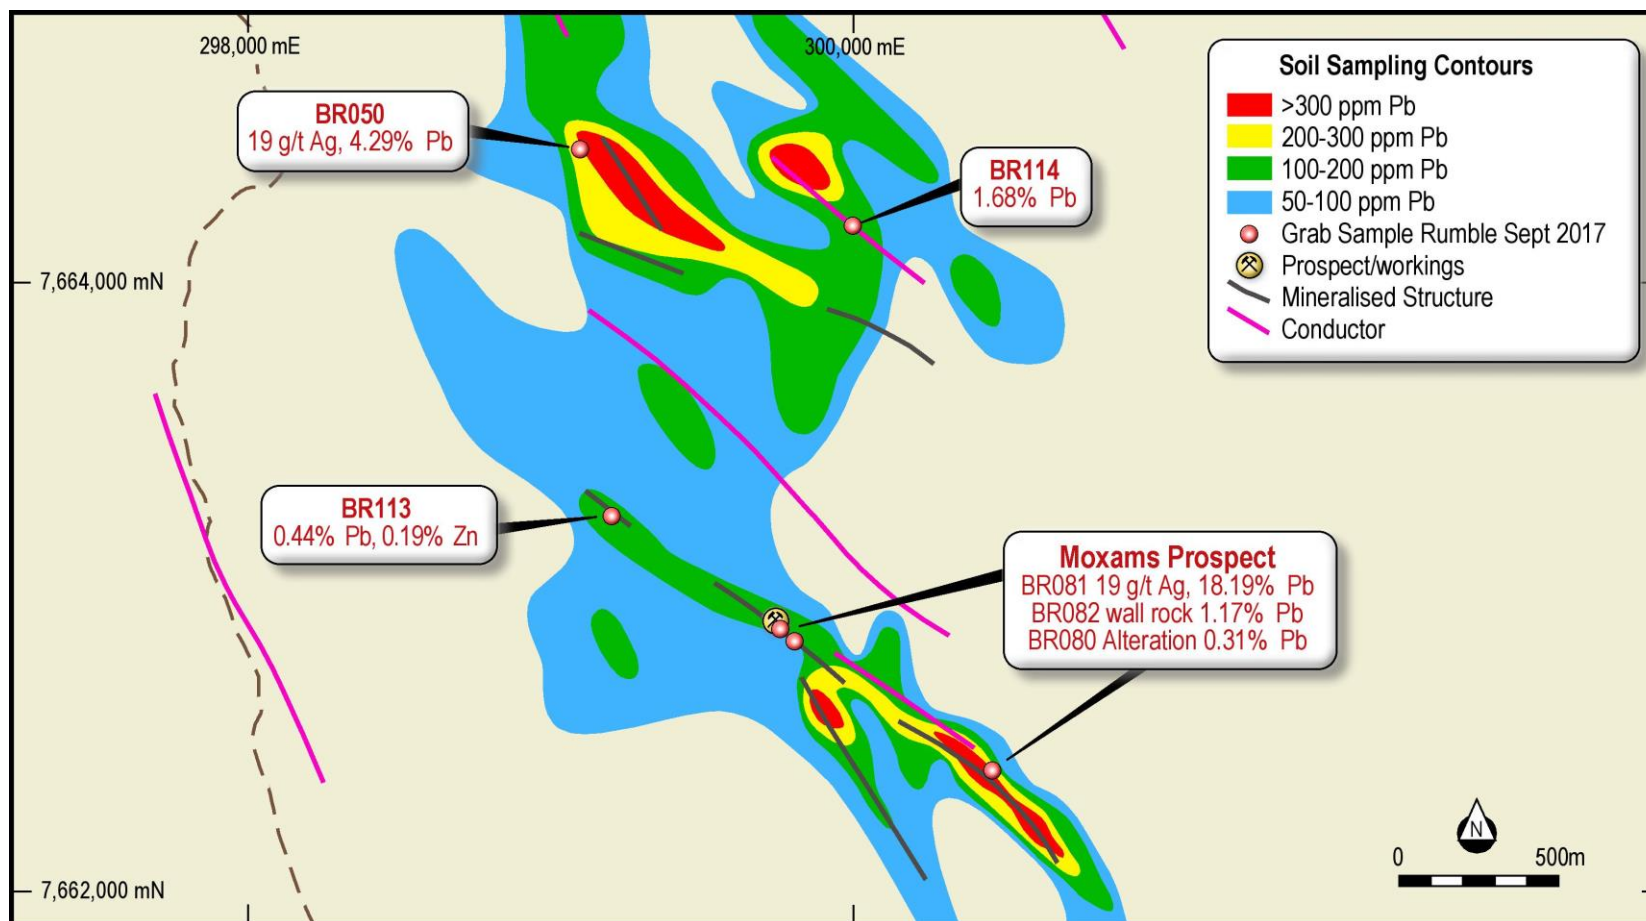 298,000 mE
300,000 mE
BR050
19 g/t Ag, 4.29% Pb
BR114
1.68% Pb
Soil Sampling Contours
>300 ppm Pb
200-300 ppm Pb
100-200 ppm Pb
50-100 ppm Pb
Grab Sample Rumble Sept 2017
Prospect/workings
Mineralised Structure
Conductor
7,664,000 mN
BR113
0.44% Pb, 0.19% Zn
Moxams Prospect
BR081 19 g/t Ag, 18.19% Pb
BR082 wall rock 1.17% Pb
BR080 Alteration 0.31% Pb
N
0 500m
7,662,000 mN